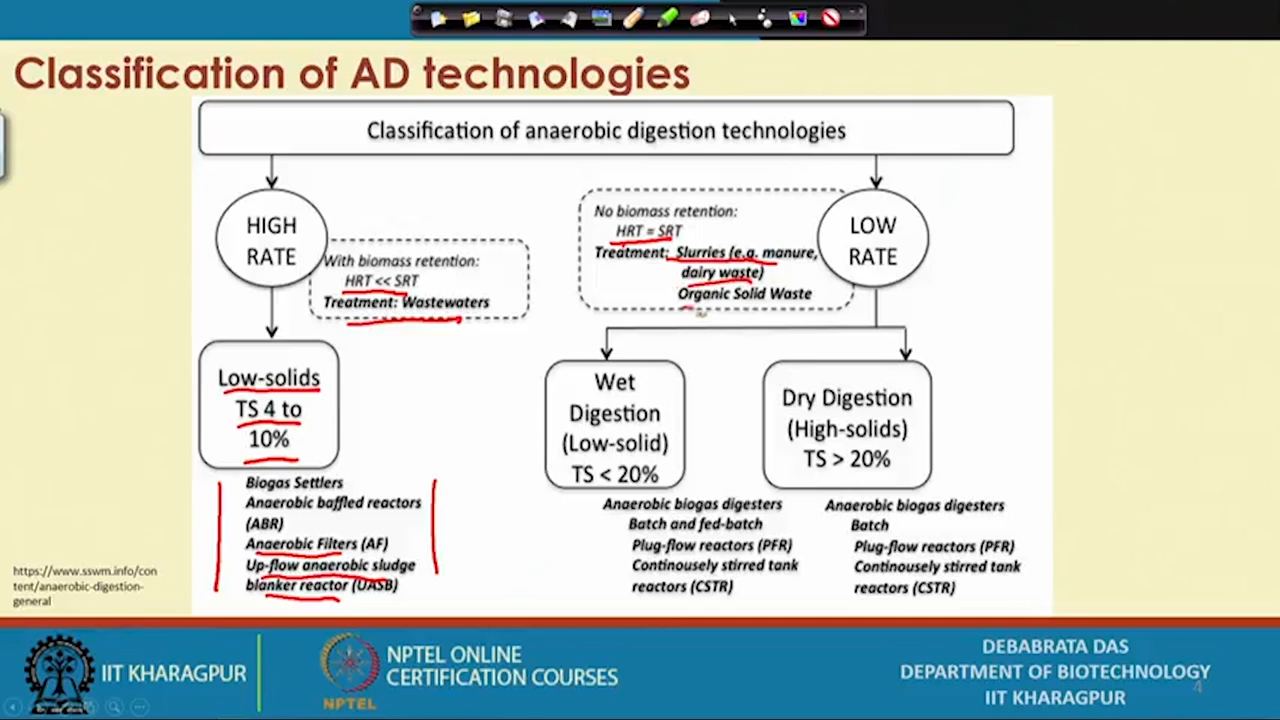 Classification of AD technologies
Classification of anaerobic digestion technologies
HIGH
RATE
With biomass retention:
HRT << SRT
Treatment: Wastewaters
No biomass retention:
HRT = SRT
Treatment: Slurries (e.g. manure,
dairy waste)
Organic Solid Waste
LOW
RATE
Low-solids
TS 4 to
10%
Wet
Digestion
(Low-solid)
TS < 20%
Dry Digestion
(High-solids)
TS > 20%
Biogas Settlers
Anaerobic baffled reactors
(ABR)
Anaerobic Filters (AF)
Up-flow anaerobic sludge
blanker reactor (UASB)
Anaerobic biogas digesters
Batch and fed-batch
Plug-flow reactors (PFR)
Continousely stirred tank
reactors (CSTR)
Anaerobic biogas digesters
Batch
Plug-flow reactors (PFR)
Continousely stirred tank
reactors (CSTR)
https://www.sswm.info/con
tent/anaerobic-digestion-
general
IIT KHARAGPUR
NPTEL
NPTEL ONLINE
CERTIFICATION COURSES
DEBABRATA DAS
DEPARTMENT OF BIOTECHNOLOGY
IIT KHARAGPUR
4